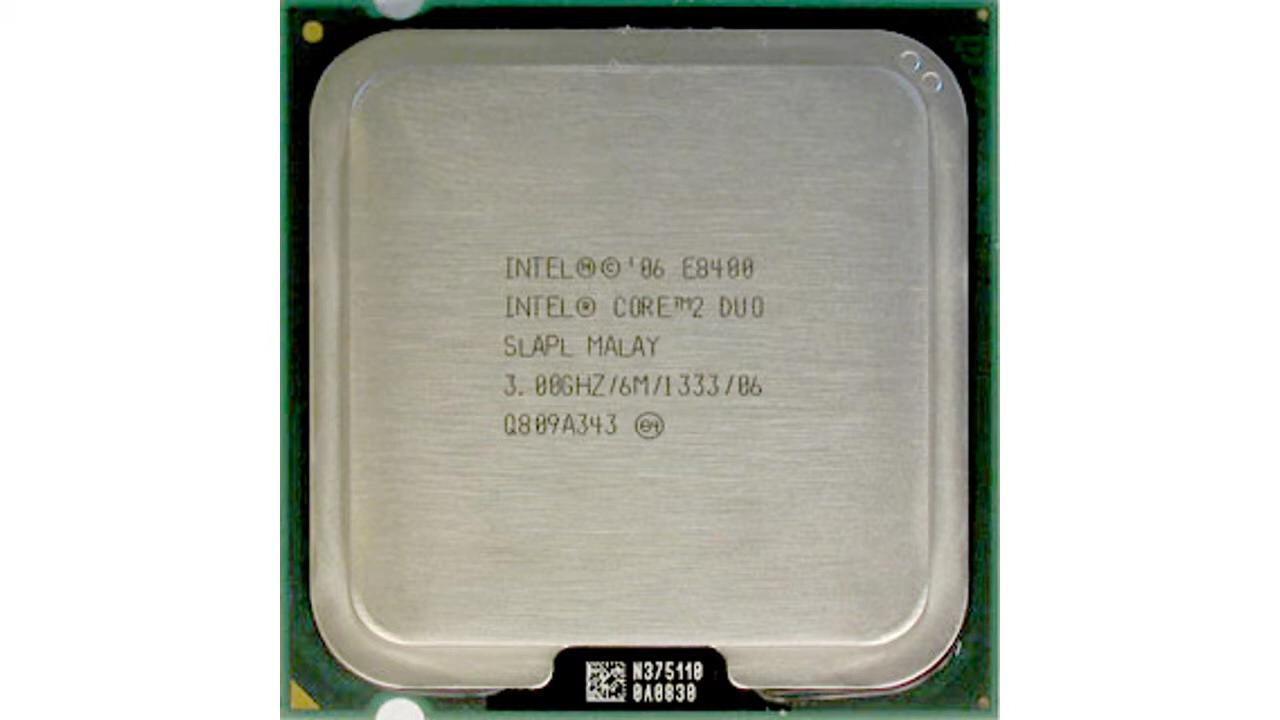 INTEL®©'06 E8400
INTEL® CORE™2 DUO
SLAPL MALAY
3.00GHZ/6M/1333/06
Q809A343 e4
N375110
0A0830